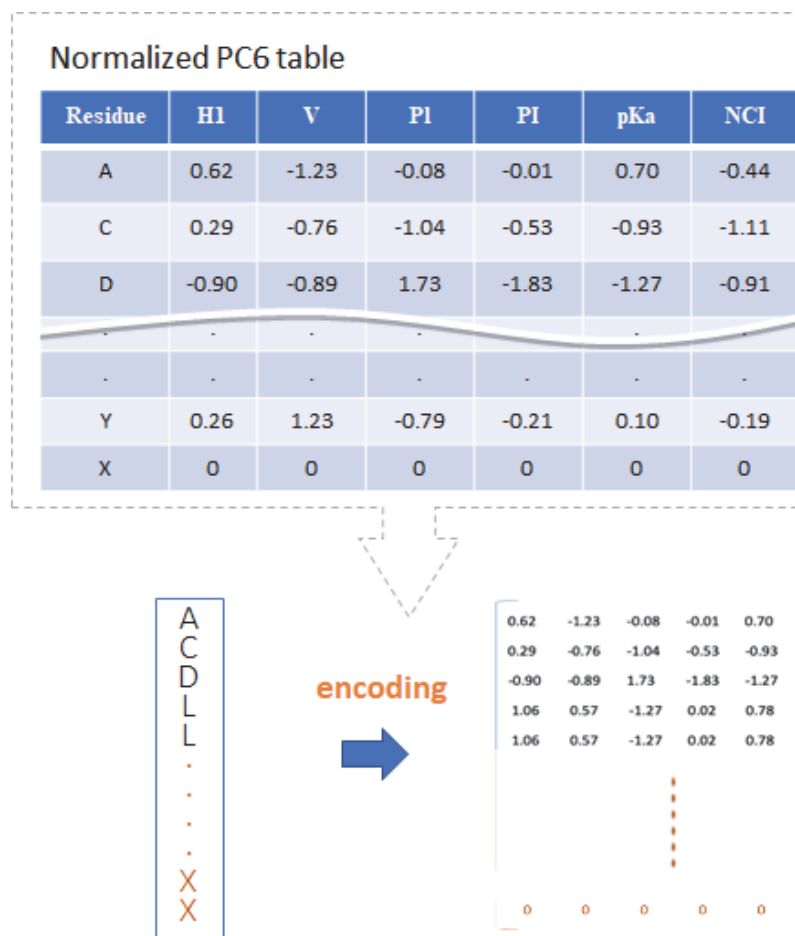 Normalized PC6 table
Residue H1 V Pl PI pKa NCI
A 0.62 -1.23 -0.08 -0.01 0.70 -0.44
C 0.29 -0.76 -1.04 -0.53 -0.93 -1.11
D -0.90 -0.89 1.73 -1.83 -1.27 -0.91
. . . . . .
. . . . . . .
Y 0.26 1.23 -0.79 -0.21 0.10 -0.19
X 0 0 0 0 0 0
A
C
D
L
L
.
.
.
.
X
X
encoding
0.62 -1.23 -0.08 -0.01 0.70
0.29 -0.76 -1.04 -0.53 -0.93
-0.90 -0.89 1.73 -1.83 -1.27
1.06 0.57 -1.27 0.02 0.78
1.06 0.57 -1.27 0.02 0.78
0 0 0 0 0